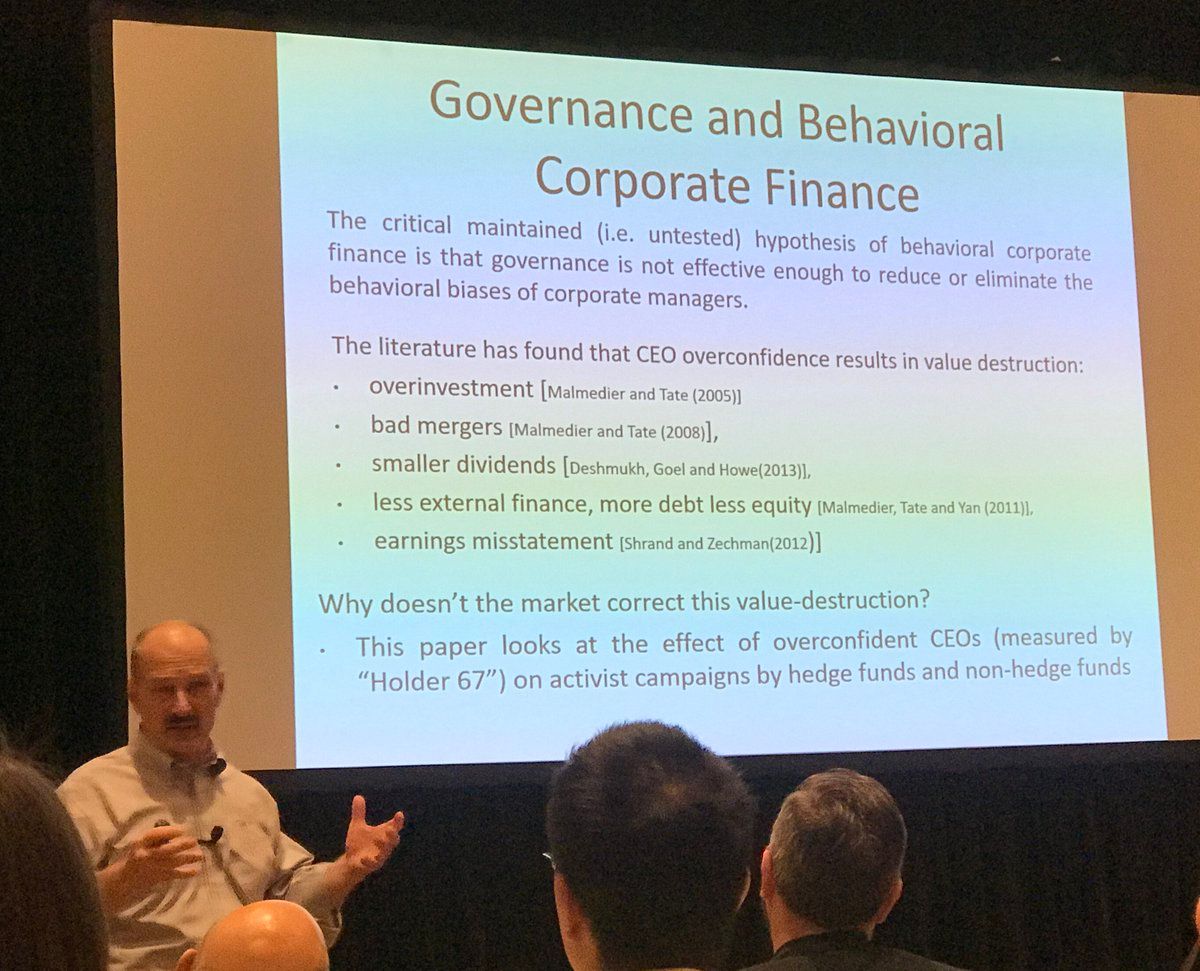 Governance and Behavioral
Corporate Finance
The critical maintained (i.e. untested) hypothesis of behavioral corporate
finance is that governance is not effective enough to reduce or eliminate the
behavioral biases of corporate managers.
The literature has found that CEO overconfidence results in value destruction:
• overinvestment [Malmedier and Tate (2005)]
• bad mergers [Malmedier and Tate (2008)],
• smaller dividends [Deshmukh, Goel and Howe(2013)],
• less external finance, more debt less equity [Malmedier, Tate and Yan (2011)],
• earnings misstatement [Shrand and Zechman(2012)]
Why doesn't the market correct this value-destruction?
• This paper looks at the effect of overconfident CEOs (measured by
“Holder 67”) on activist campaigns by hedge funds and non-hedge funds